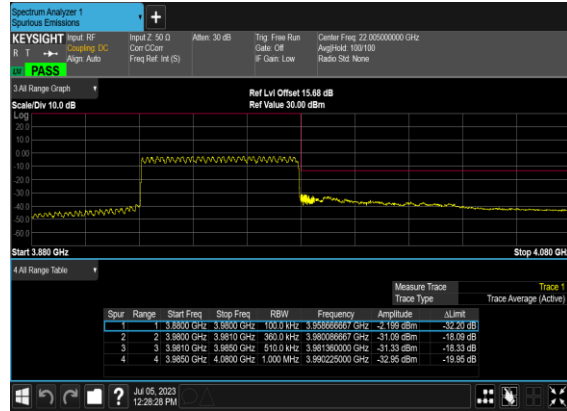 Spectrum Analyzer 1
Spurious Emissions
+
KEYSIGHT Input: RF Input Z: 50 Ω Atten: 30 dB Trig: Free Run Center Freq: 22.005000000 GHz
R T Coupling: DC Corr CCorr Gate: Off Avg|Hold: 100/100
Align: Auto Freq Ref: Int (S) IF Gain: Low Radio Std: None
PASS
3 All Range Graph
Ref Lvl Offset 15.68 dB
Scale/Div 10.0 dB Ref Value 30.00 dBm
Log
20.0
10.0
0.00
-10.0
-20.0
-30.0
-40.0
-50.0
-60.0
Start 3.880 GHz Stop 4.080 GH
4 All Range Table
Measure Trace Trace 1
Trace Type Trace Average (Active)
Spur Range Start Freq Stop Freq RBW Frequency Amplitude ΔLimit
1 1 3.8800 GHz 3.9800 GHz 100.0 kHz 3.958666667 GHz -2.199 dBm -32.20 dB
2 2 3.9800 GHz 3.9810 GHz 360.0 kHz 3.980086667 GHz -31.09 dBm -18.09 dB
3 3 3.9810 GHz 3.9850 GHz 510.0 kHz 3.981360000 GHz -31.33 dBm -18.33 dB
4 4 3.9850 GHz 4.0800 GHz 1.000 MHz 3.990225000 GHz -32.95 dBm -19.95 dB
? Jul 05, 2023
12:28:28 PM